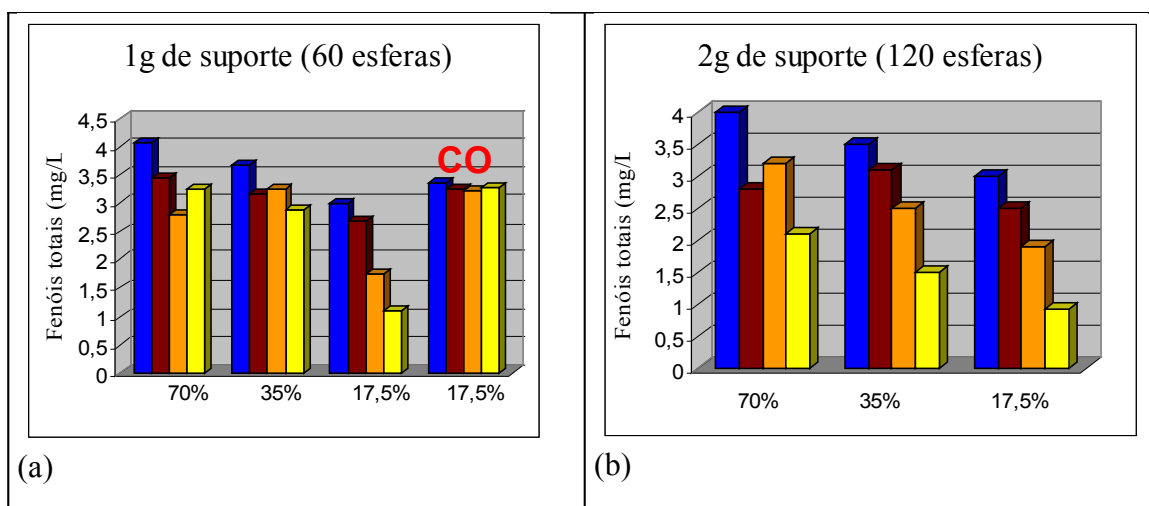 1g de suporte (60 esferas)
Fenóis totais (mg/L)
4,5
4
3,5
3
2,5
2
1,5
1
0,5
0
CO
70% 35% 17,5% 17,5%
(a)
2g de suporte (120 esferas)
Fenóis totais (mg/L)
4
3,5
3
2,5
2
1,5
1
0,5
0
70% 35% 17,5%
(b)